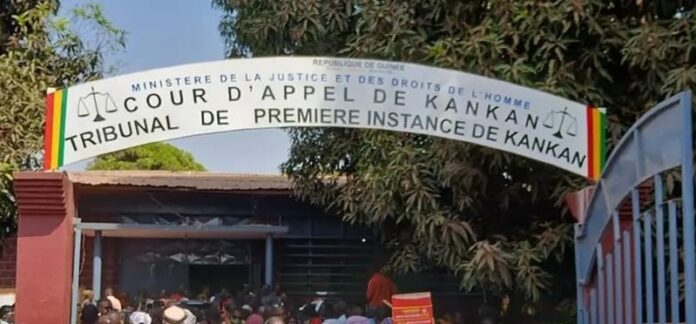 REPUBLIQUE DE GUINEE
MINISTERE DE LA JUSTICE ET DES DROITS DE L'HOMME
COUR D'APPEL DE KANKAN
TRIBUNAL DE PREMIERE INSTANCE DE KANKAN